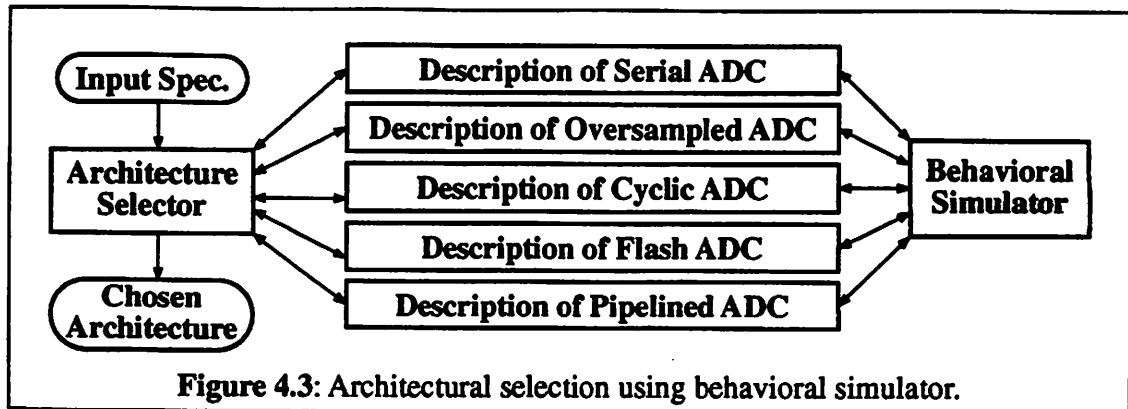 Input Spec.
Architecture
Selector
Chosen
Architecture
Description of Serial ADC
Description of Oversampled ADC
Description of Cyclic ADC
Description of Flash ADC
Description of Pipelined ADC
Behavioral
Simulator
Figure 4.3: Architectural selection using behavioral simulator.